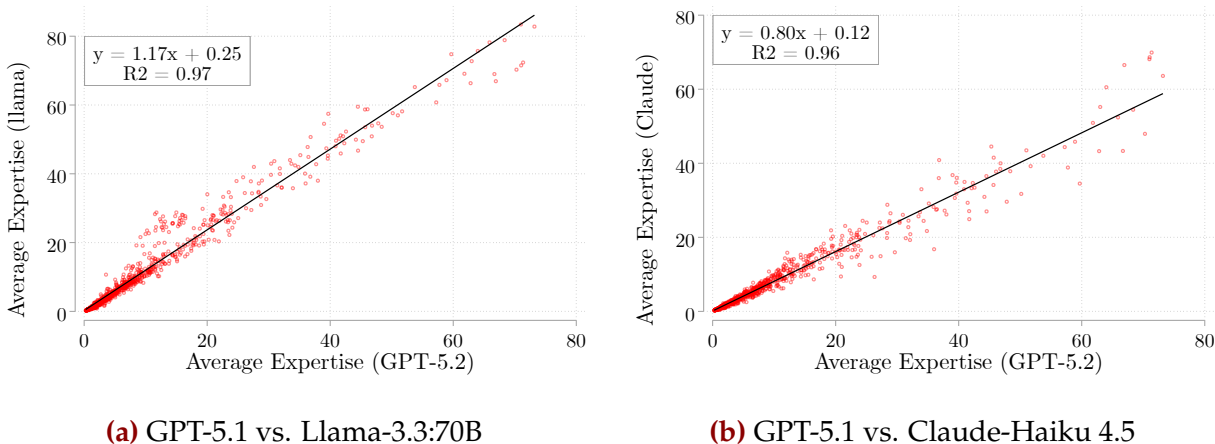 y = 1.17x + 0.25
R2 = 0.97
Average Expertise (llama)
80
60
40
20
0
0 20 40 60 80
Average Expertise (GPT-5.2)
(a) GPT-5.1 vs. Llama-3.3:70B
y = 0.80x + 0.12
R2 = 0.96
Average Expertise (Claude)
80
60
40
20
0
0 20 40 60 80
Average Expertise (GPT-5.2)
(b) GPT-5.1 vs. Claude-Haiku 4.5